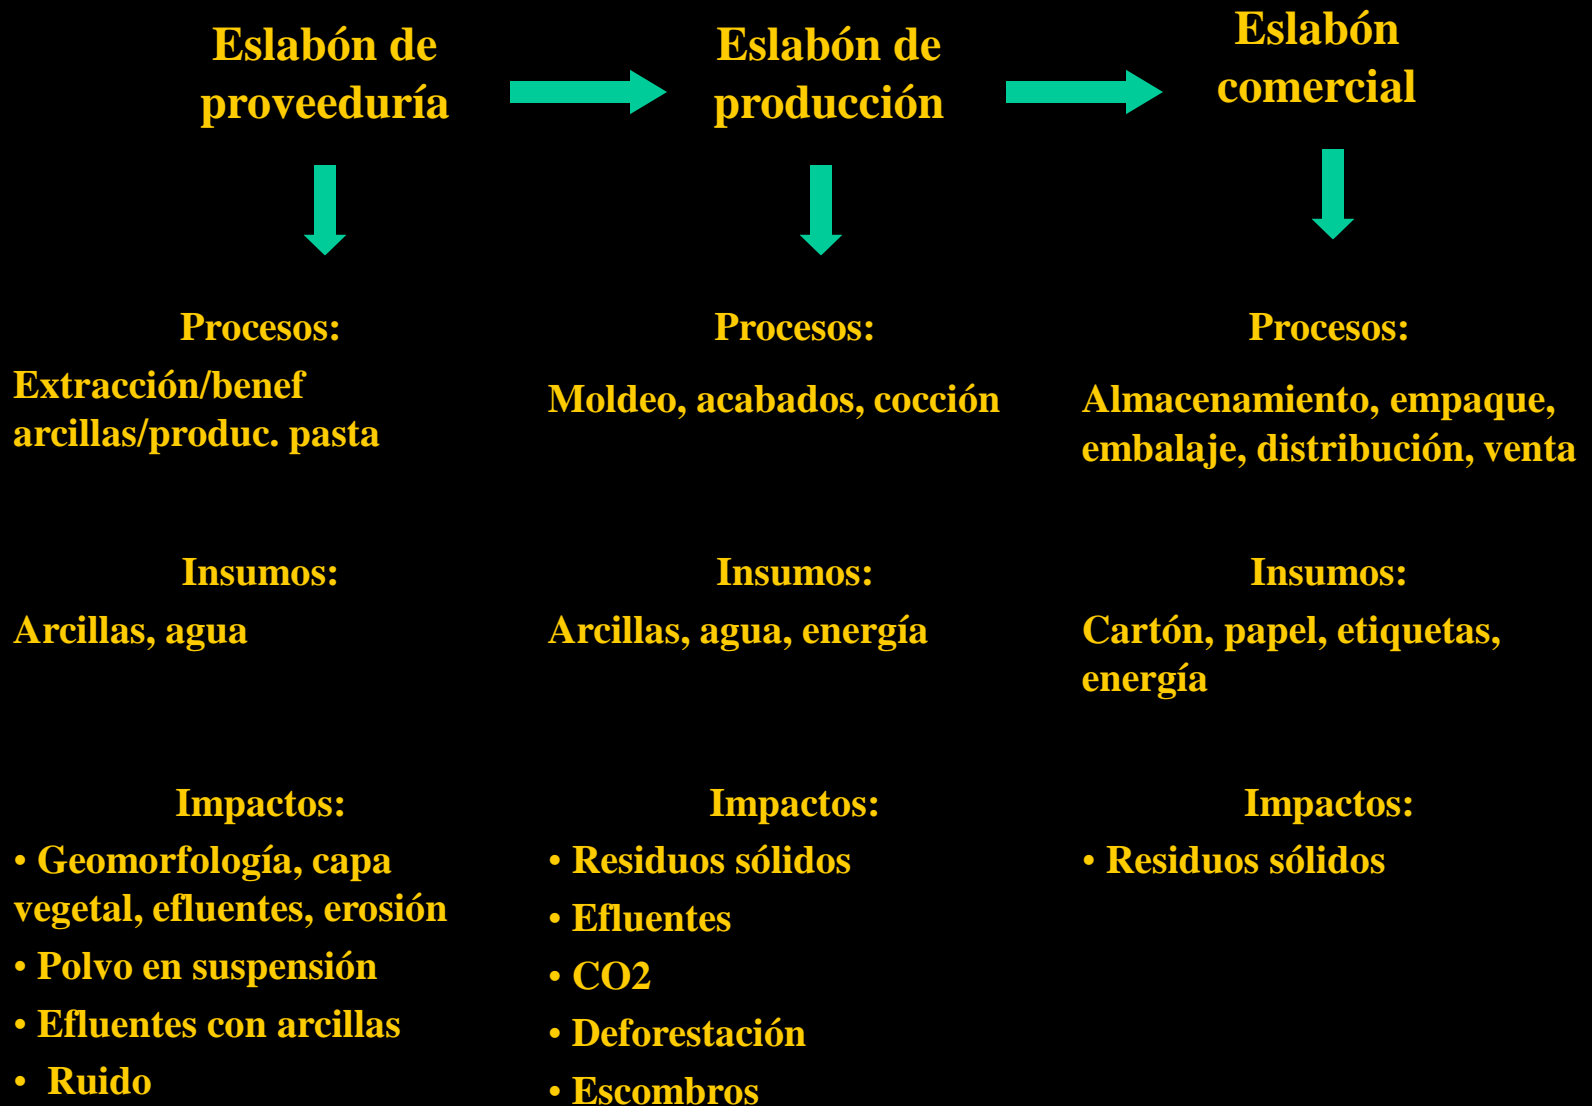 Eslabón de
proveeduría
Eslabón de
producción
Eslabón
comercial
Procesos:
Extracción/benef
arcillas/produc. pasta
Procesos:
Moldeo, acabados, cocción
Procesos:
Almacenamiento, empaque,
embalaje, distribución, venta
Insumos:
Arcillas, agua
Insumos:
Arcillas, agua, energía
Insumos:
Cartón, papel, etiquetas,
energía
Impactos:
• Geomorfología, capa
vegetal, efluentes, erosión
• Polvo en suspensión
• Efluentes con arcillas
• Ruido
Impactos:
• Residuos sólidos
• Efluentes
• CO2
• Deforestación
• Escombros
Impactos:
• Residuos sólidos